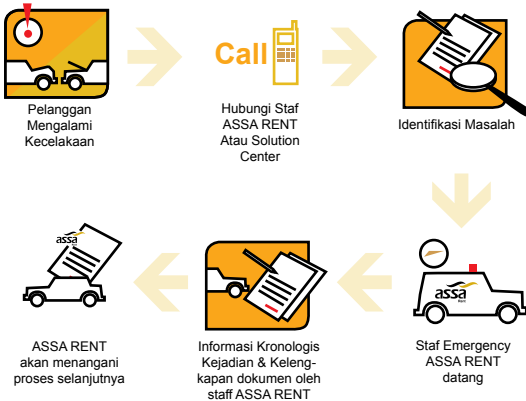 Call
Pelanggan
Mengalami
Kecelakaan
Hubungi Staf
ASSA RENT
Atau Solution
Center
Identifikasi Masalah
assa
Staf Emergency
ASSA RENT
datang
Informasi Kronologis
Kejadian & Keleng-
kapan dokumen oleh
staff ASSA RENT
assa
ASSA RENT
akan menangani
proses selanjutnya